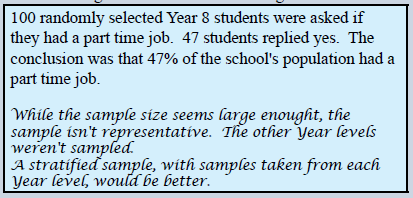 100 randomly selected Year 8 students were asked if
they had a part time job.  47 students replied yes.  The
conclusion was that 47% of the school's population had a
part time job.
While the sample size seems large enought, the
sample isn't representative.  The other Year levels
weren't sampled.
A stratified sample, with samples taken from each
Year level, would be better.